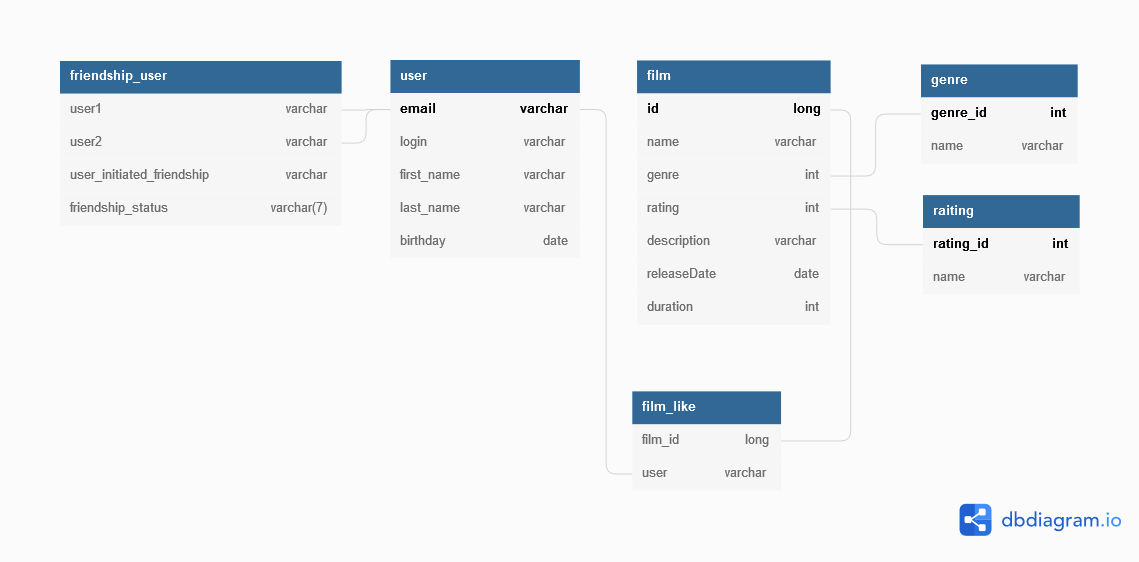 friendship_user
user1 varchar
user2 varchar
user_initiated_friendship varchar
friendship_status varchar(7)
user
email varchar
login varchar
first_name varchar
last_name varchar
birthday date
film
id long
name varchar
genre int
rating int
description varchar
releaseDate date
duration int
genre
genre_id int
name varchar
raiting
rating_id int
name varchar
film_like
film_id long
user varchar
dbdiagram.io